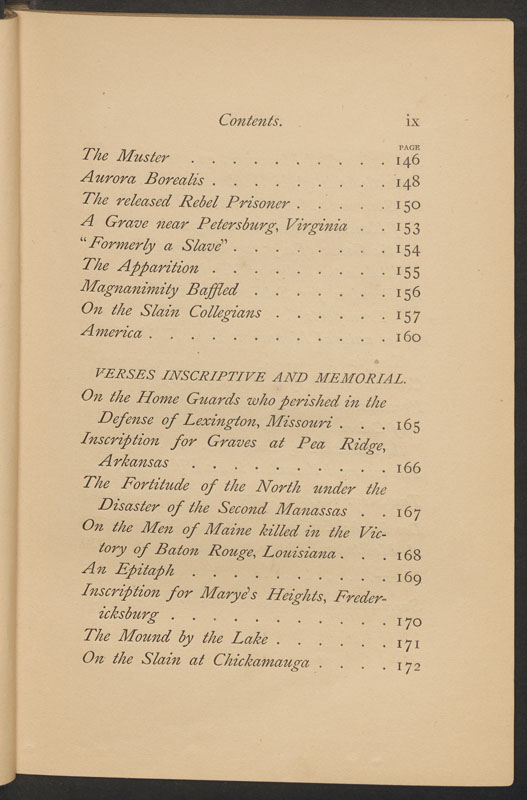 Contents. ix
PAGE
The Muster . . . . . . . . . . 146
Aurora Borealis . . . . . . . . . 148
The released Rebel Prisoner . . . . . 150
A Grave near Petersburg, Virginia . . 153
"Formerly a Slave" . . . . . . . . 154
The Apparition . . . . . . . . . 155
Magnanimity Baffled . . . . . . . 156
On the Slain Collegians . . . . . . 157
America . . . . . . . . . . . . 160
VERSES INSCRIPTIVE AND MEMORIAL.
On the Home Guards who perished in the
Defense of Lexington, Missouri . . . 165
Inscription for Graves at Pea Ridge,
Arkansas . . . . . . . . . . 166
The Fortitude of the North under the
Disaster of the Second Manassas . . 167
On the Men of Maine killed in the Vic-
tory of Baton Rouge, Louisiana . . . 168
An Epitaph . . . . . . . . . . 169
Inscription for Marye's Heights, Freder-
icksburg . . . . . . . . . . . 170
The Mound by the Lake . . . . . . 171
On the Slain at Chickamauga . . . . 172